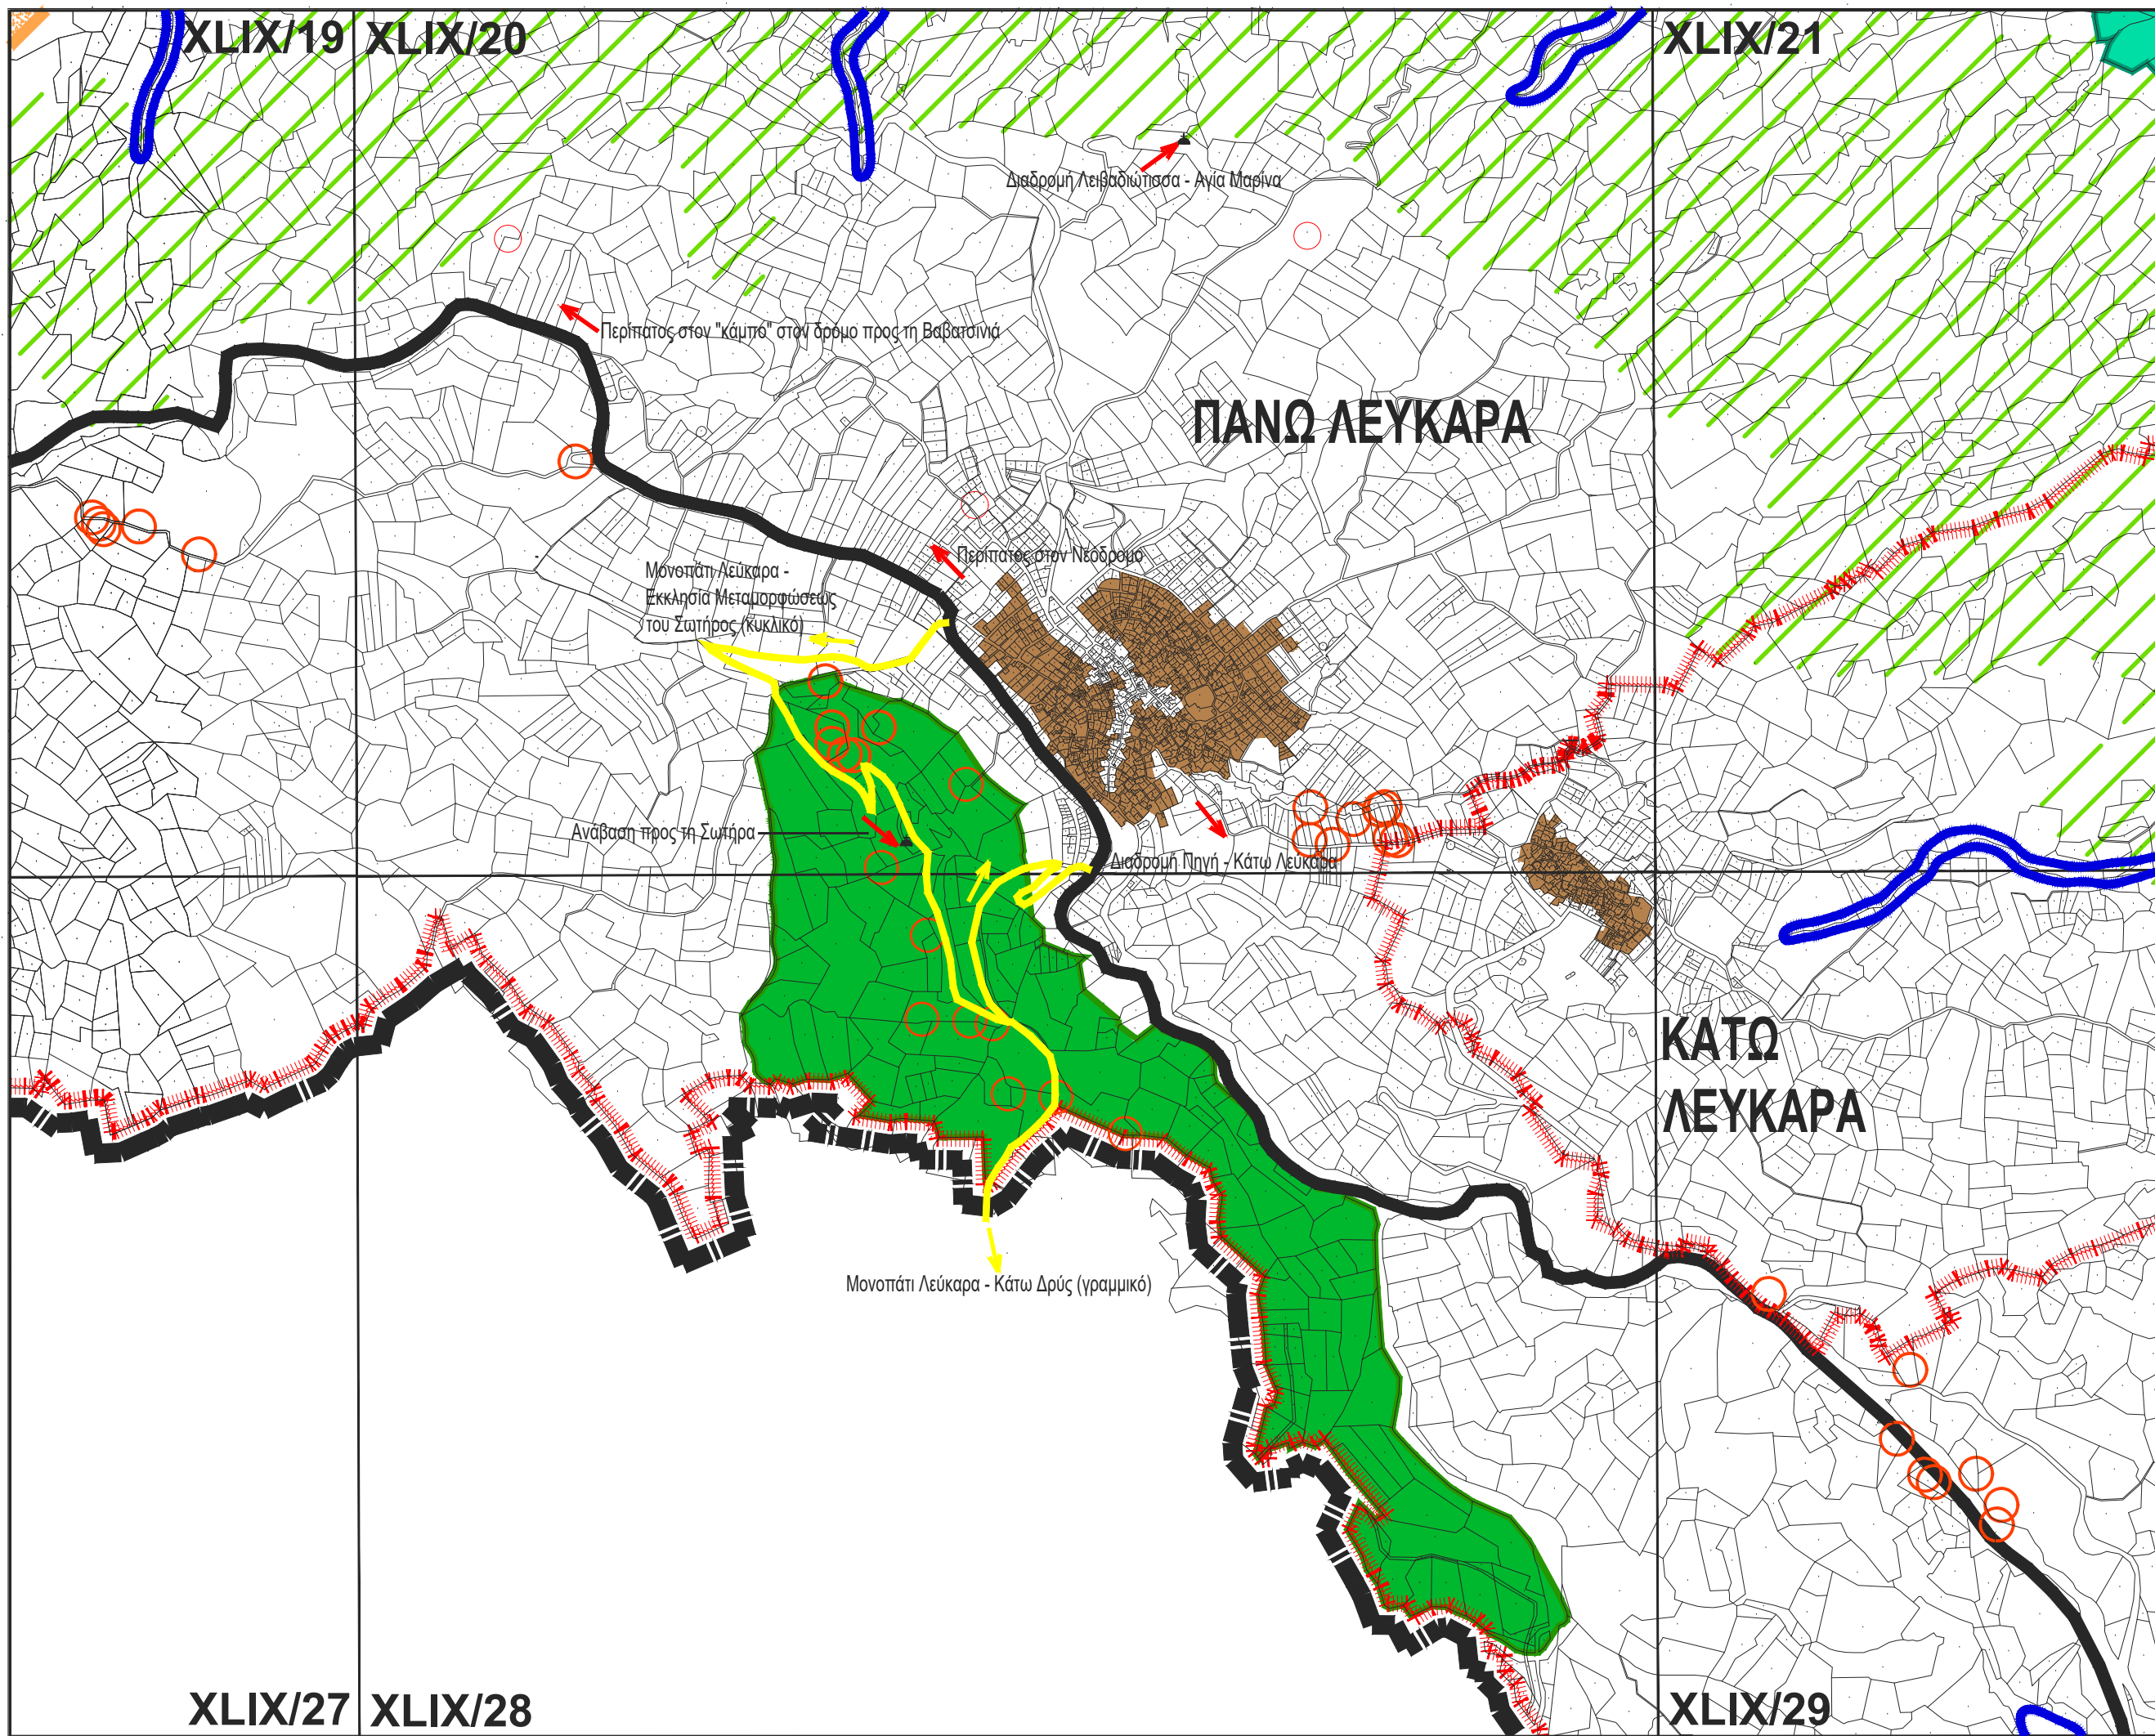 XLIX/19
XLIX/20
XLIX/21
Διαδρομή Λειβαδιώτισσα - Αγία Μαρίνα
Περίπατος στον "κάμπο" στον δρόμο προς τη Βαβατσινιά
ΠΑΝΩ ΛΕΥΚΑΡΑ
Περίπατος στον Νεόδρομο
Μονοπάτι Λεύκαρα -
Εκκλησία Μεταμορφώσεως
του Σωτήρος (κυκλικό)
Ανάβαση προς τη Σωτήρα
Διαδρομή Πηγή - Κάτω Λεύκαρα
ΚΑΤΩ
ΛΕΥΚΑΡΑ
Μονοπάτι Λεύκαρα - Κάτω Δρύς (γραμμικό)
XLIX/27
XLIX/28
XLIX/29